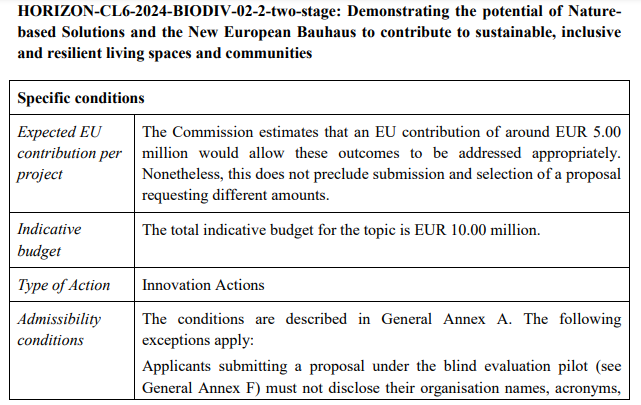 HORIZON-CL6-2024-BIODIV-02-2-two-stage: Demonstrating the potential of Nature-
based Solutions and the New European Bauhaus to contribute to sustainable, inclusive
and resilient living spaces and communities
Specific conditions
Expected EU
contribution per
project
The Commission estimates that an EU contribution of around EUR 5.00
million would allow these outcomes to be addressed appropriately.
Nonetheless, this does not preclude submission and selection of a proposal
requesting different amounts.
Indicative
budget
The total indicative budget for the topic is EUR 10.00 million.
Type of Action
Innovation Actions
Admissibility
conditions
The conditions are described in General Annex A. The following
exceptions apply:
Applicants submitting a proposal under the blind evaluation pilot (see
General Annex F) must not disclose their organisation names, acronyms,